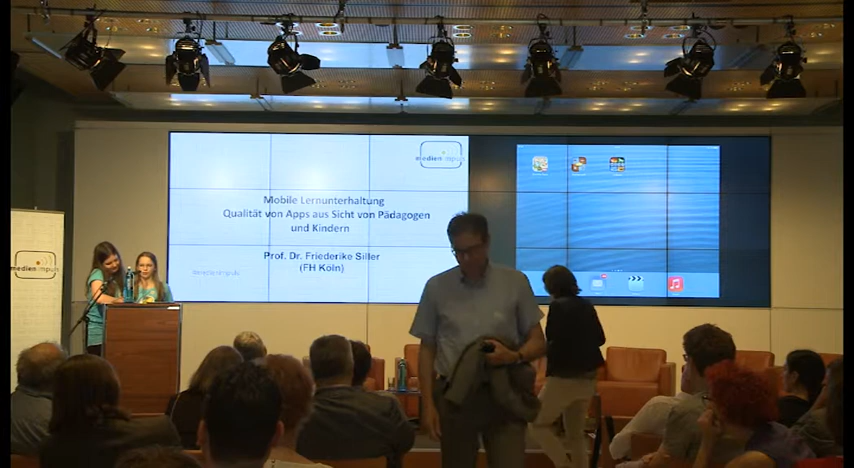 medien impuls
Mobile Lernunterhaltung
Qualität von Apps aus Sicht von Pädagogen
und Kindern
Prof. Dr. Friederike Siller
(FH Köln)
#medienimpuls
medien impuls